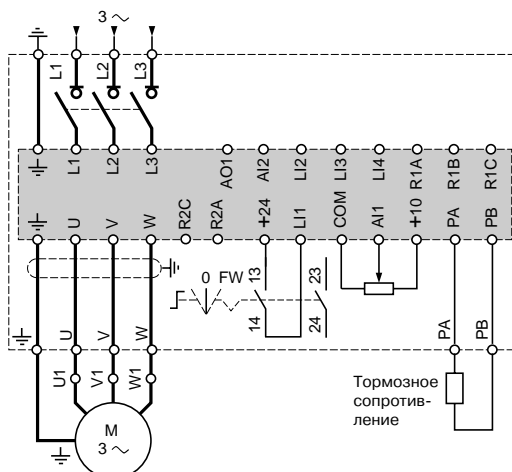 3 ~
L1 L2 L3
L1 L2 L3 AO1 AI2 LI2 LI3 LI4 R1A R1B R1C
U V W R2C R2A +24 LI1 COM AI1 +10 PA PB
0 FW 13 23
14 24
U V W PA PB
U1 V1 W1
M
3 ~
Тормозное
сопротив-
ление